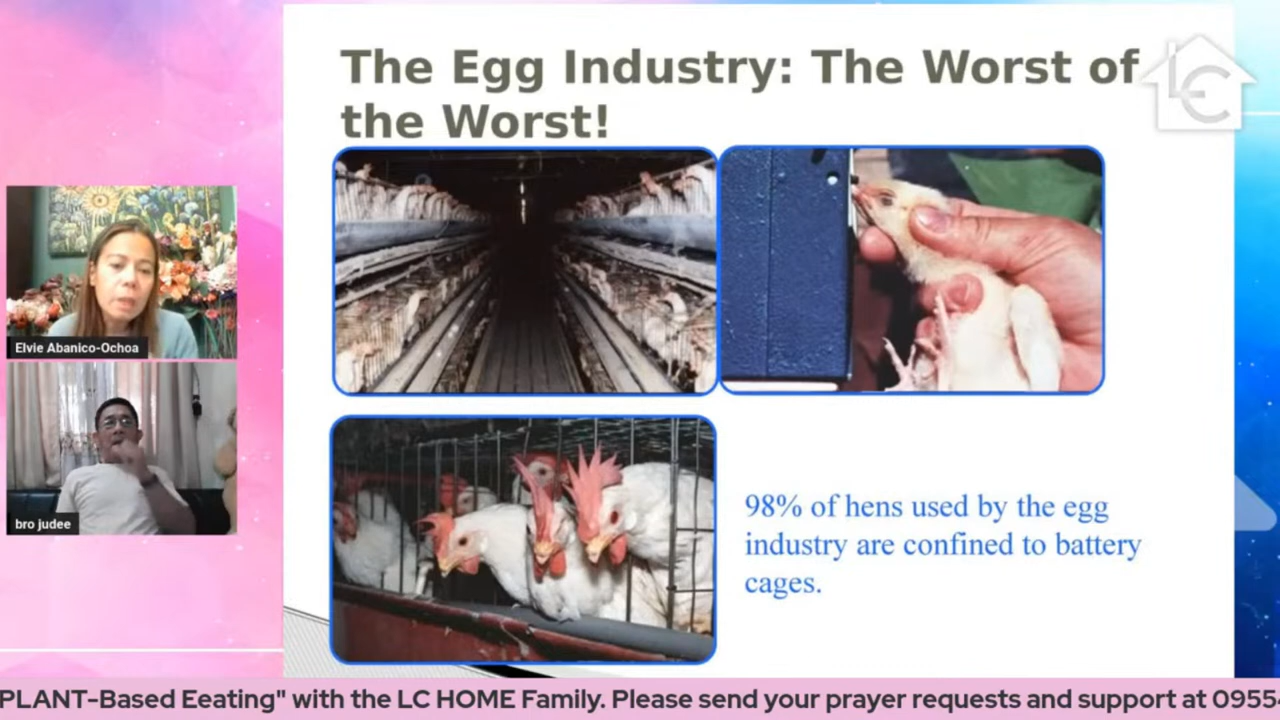 The Egg Industry: The Worst of
the Worst!
LC
Elvie Abanico-Ochoa
bro judee
98% of hens used by the egg
industry are confined to battery
cages.
PLANT-Based Eeating" with the LC HOME Family. Please send your prayer requests and support at 0955